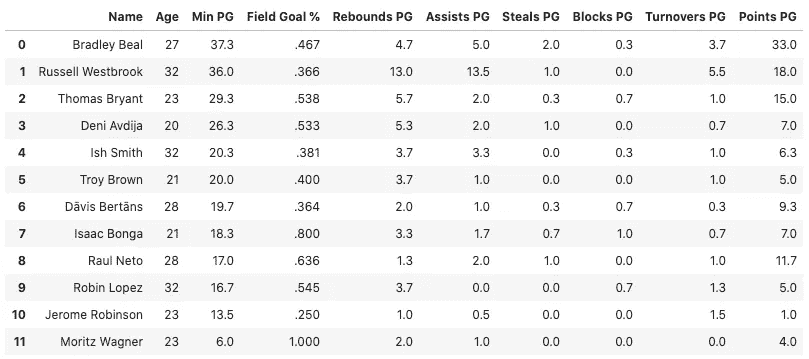 Name Age Min PG Field Goal % Rebounds PG Assists PG Steals PG Blocks PG Turnovers PG Points PG
0 Bradley Beal 27 37.3 .467 4.7 5.0 2.0 0.3 3.7 33.0
1 Russell Westbrook 32 36.0 .366 13.0 13.5 1.0 0.0 5.5 18.0
2 Thomas Bryant 23 29.3 .538 5.7 2.0 0.3 0.7 1.0 15.0
3 Deni Avdija 20 26.3 .533 5.3 2.0 1.0 0.0 0.7 7.0
4 Ish Smith 32 20.3 .381 3.7 3.3 0.0 0.3 1.0 6.3
5 Troy Brown 21 20.0 .400 3.7 1.0 0.0 0.0 1.0 5.0
6 Dāvis Bertāns 28 19.7 .364 2.0 1.0 0.3 0.7 0.3 9.3
7 Isaac Bonga 21 18.3 .800 3.3 1.7 0.7 1.0 0.7 7.0
8 Raul Neto 28 17.0 .636 1.3 2.0 1.0 0.0 1.0 11.7
9 Robin Lopez 32 16.7 .545 3.7 0.0 0.0 0.7 1.3 5.0
10 Jerome Robinson 23 13.5 .250 1.0 0.5 0.0 0.0 1.5 1.0
11 Moritz Wagner 23 6.0 1.000 2.0 1.0 0.0 0.0 0.0 4.0